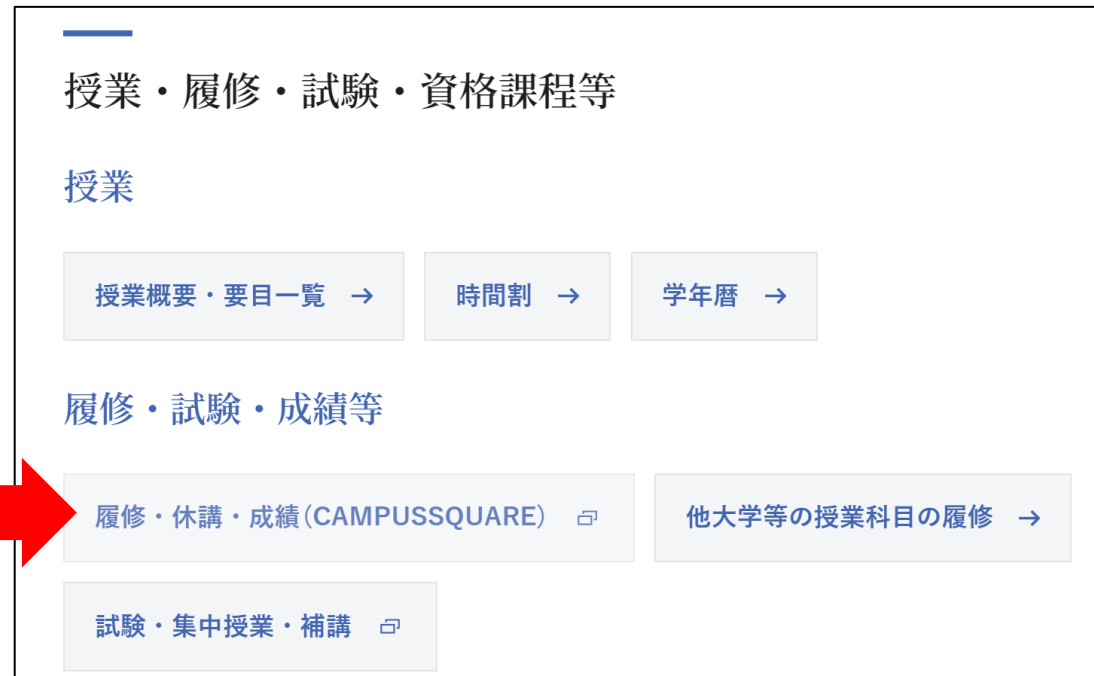 授業・履修・試験・資格課程等
授業
授業概要・要目一覧 →
時間割 →
学年暦 →
履修・試験・成績等
履修・休講・成績(CAMPUSSQUARE)
他大学等の授業科目の履修 →
試験・集中授業・補講